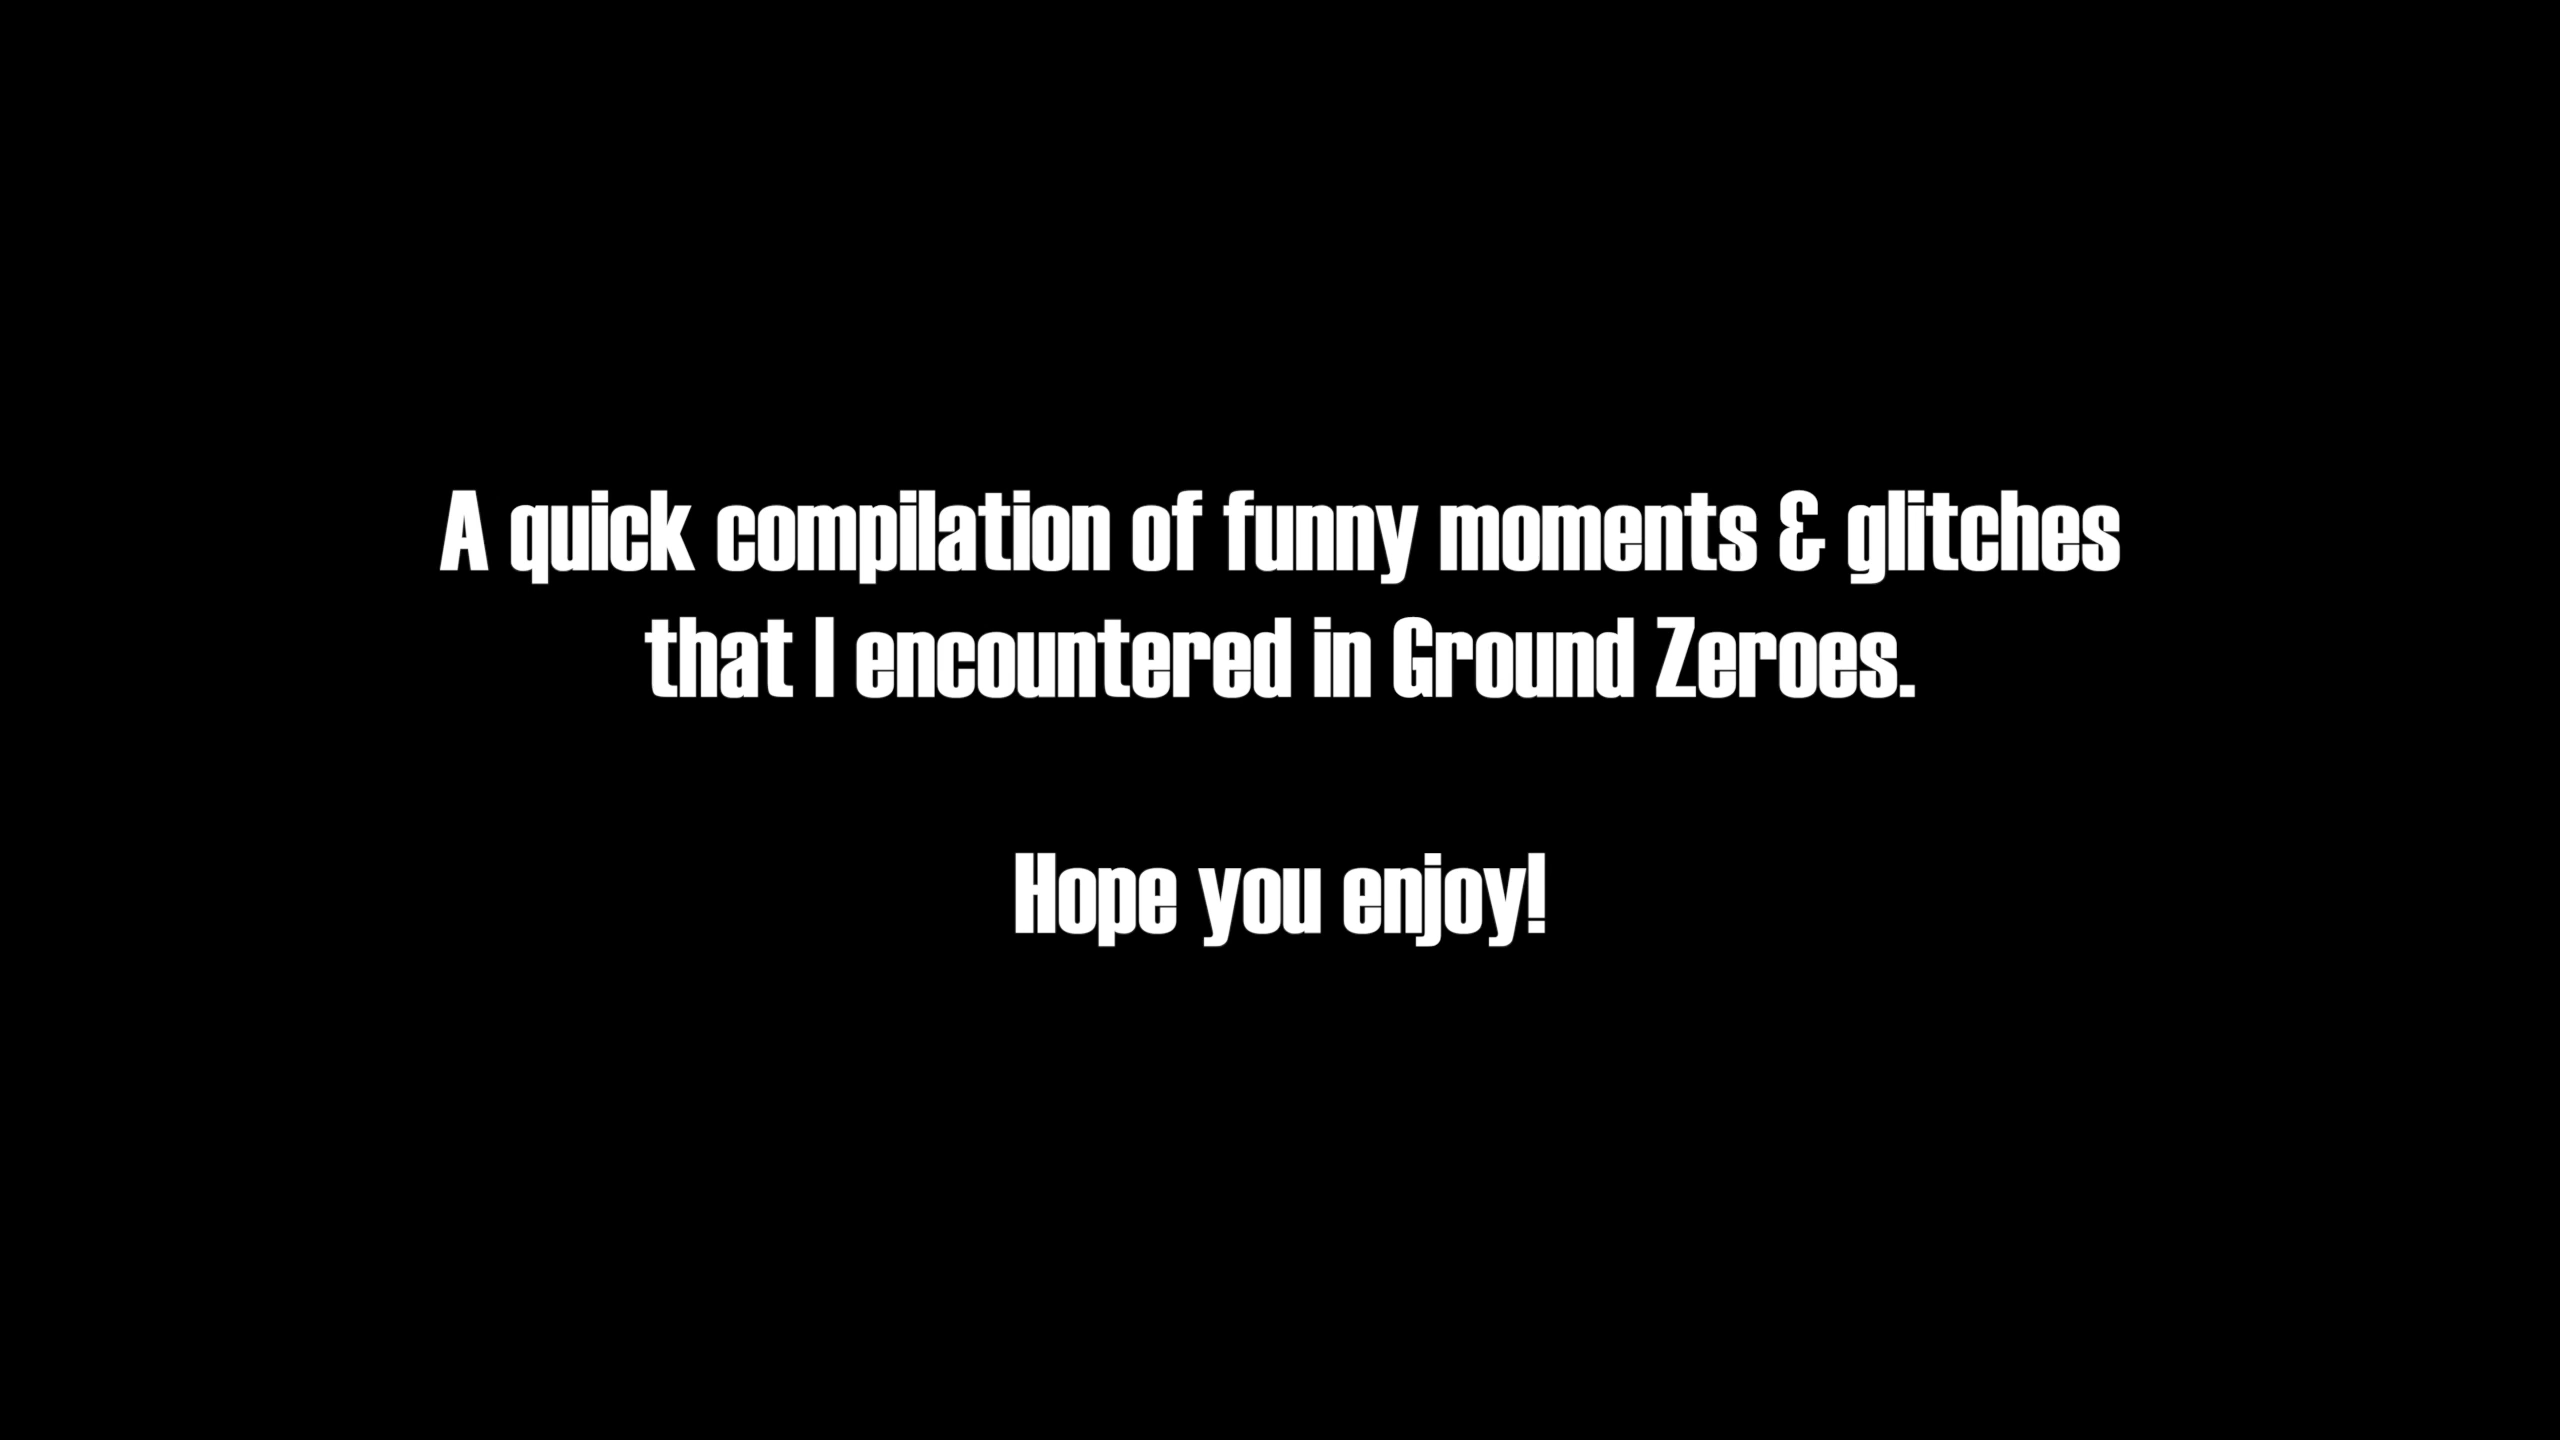 A quick compilation of funny moments & glitches
that I encountered in Ground Zeroes.
Hope you enjoy!